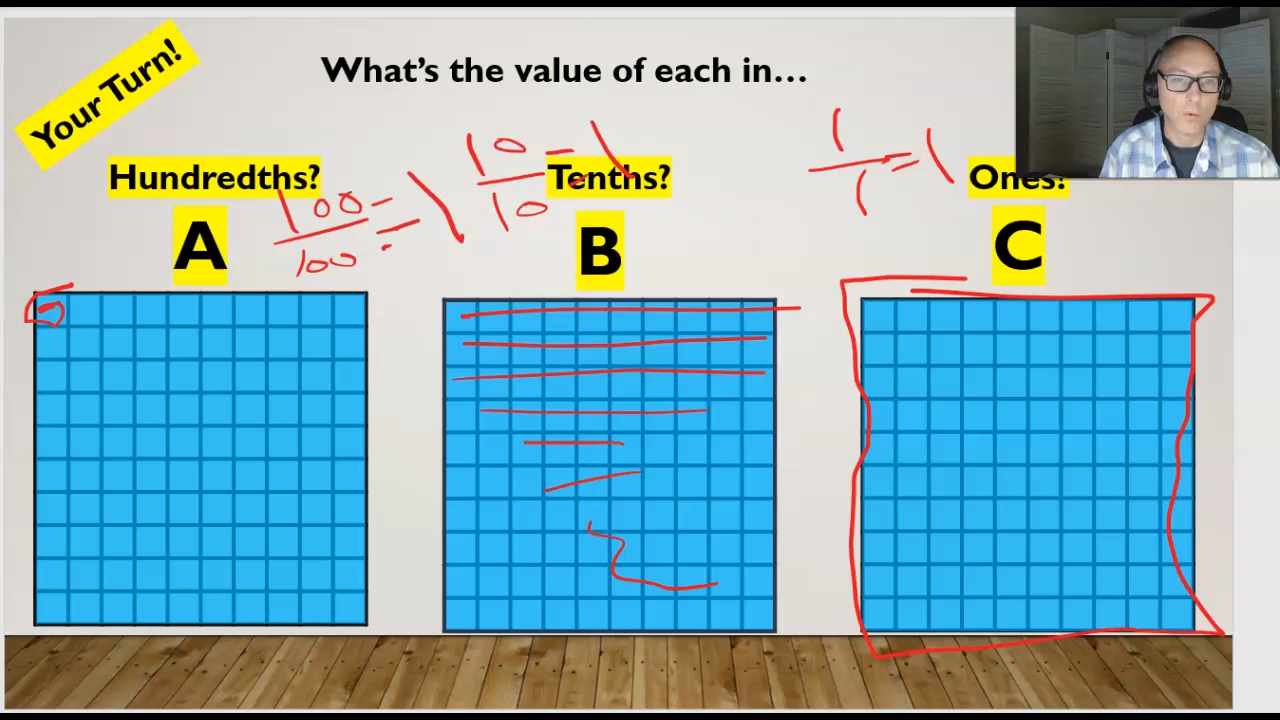 Your Turn!
What's the value of each in...
Hundredths?
Tenths?
Ones?
100/100 = 1
10/10 = 1
1/1 = 1
A
B
C